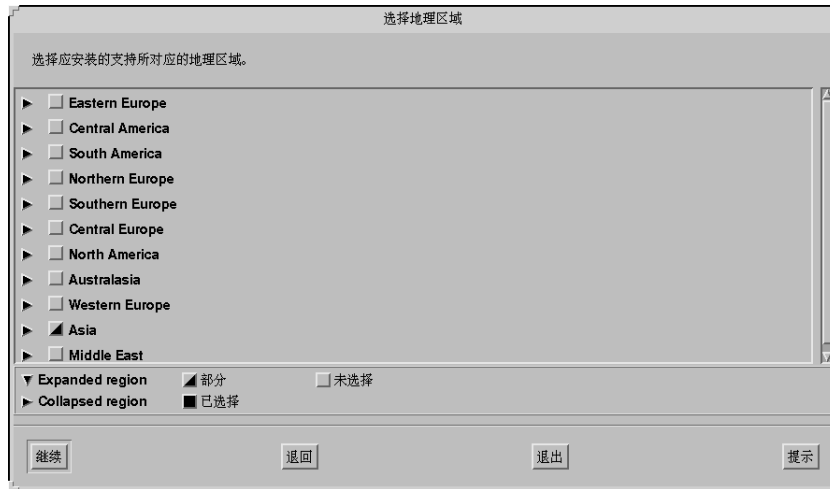 选择地理区域
选择应安装的支持所对应的地理区域。
Eastern Europe
Central America
South America
Northern Europe
Southern Europe
Central Europe
North America
Australasia
Western Europe
Asia
Middle East
Expanded region 部分 未选择
Collapsed region 已选择
继续 退回 退出 提示